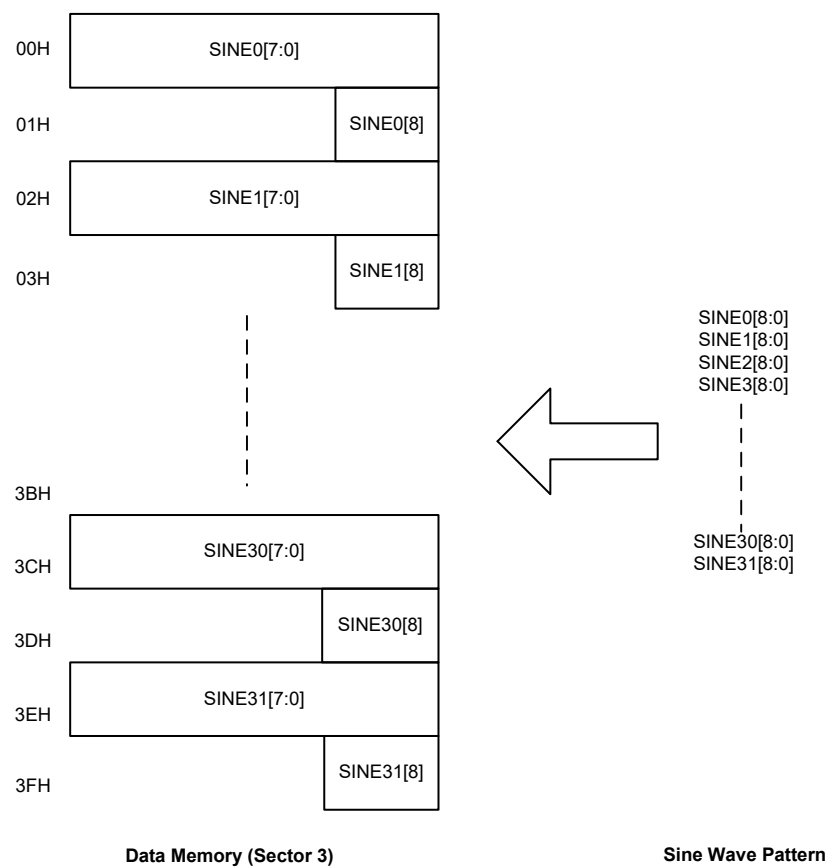 00H
SINE0[7:0]
01H
SINE0[8]
02H
SINE1[7:0]
03H
SINE1[8]
SINE0[8:0]
SINE1[8:0]
SINE2[8:0]
SINE3[8:0]
3BH
3CH
SINE30[7:0]
3DH
SINE30[8]
3EH
SINE31[7:0]
3FH
SINE31[8]
SINE30[8:0]
SINE31[8:0]
Data Memory (Sector 3)
Sine Wave Pattern